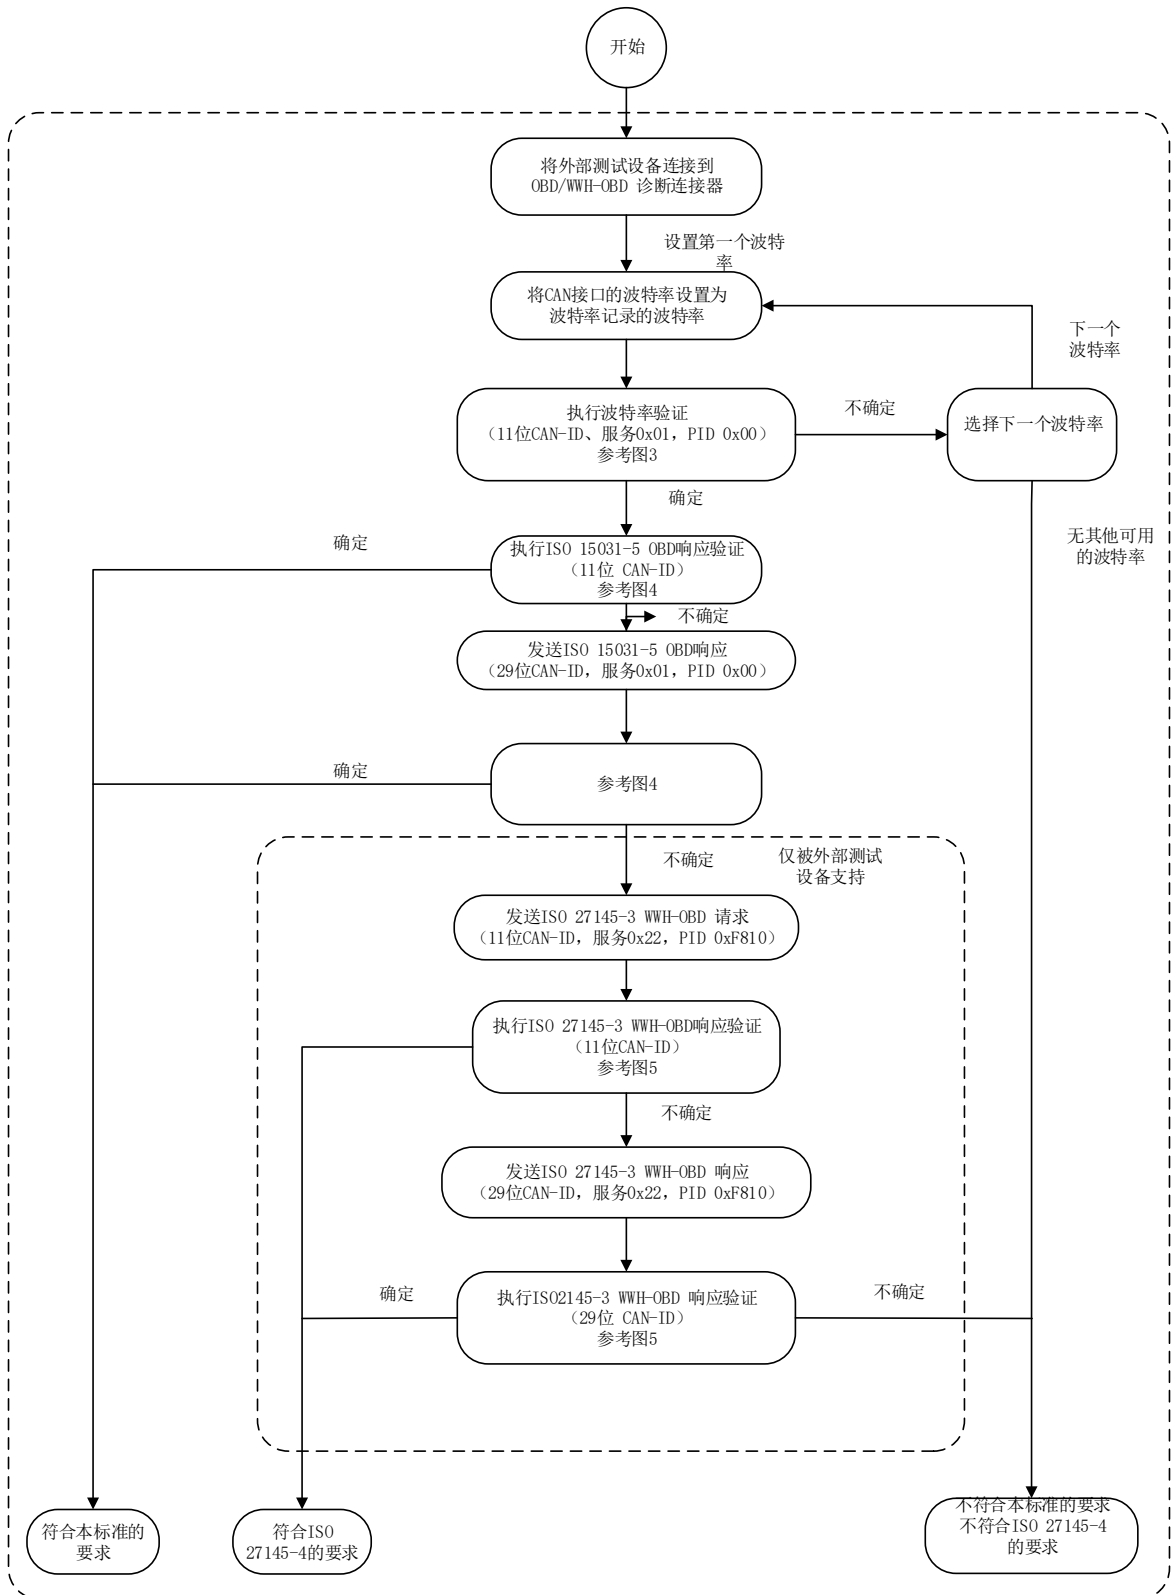 开始
将外部测试设备连接到
OBD/WWH-OBD 诊断连接器
设置第一个波特
率
将CAN接口的波特率设置为
波特率记录的波特率
下一个
波特率
执行波特率验证
（11位CAN-ID、服务0x01，PID 0x00）
参考图3
不确定
选择下一个波特率
确定
无其他可用
的波特率
确定
执行ISO 15031-5 OBD响应验证
（11位 CAN-ID）
参考图4
不确定
发送ISO 15031-5 OBD响应
（29位CAN-ID，服务0x01，PID 0x00）
确定
参考图4
不确定
仅被外部测试
设备支持
发送ISO 27145-3 WWH-OBD 请求
（11位CAN-ID，服务0x22，PID 0xF810）
执行ISO 27145-3 WWH-OBD响应验证
（11位CAN-ID）
参考图5
不确定
发送ISO 27145-3 WWH-OBD 响应
（29位CAN-ID，服务0x22，PID 0xF810）
确定
执行ISO2145-3 WWH-OBD 响应验证
（29位 CAN-ID）
参考图5
不确定
符合本标准的
要求
符合ISO
27145-4的要求
不符合本标准的要求
不符合ISO 27145-4
的要求